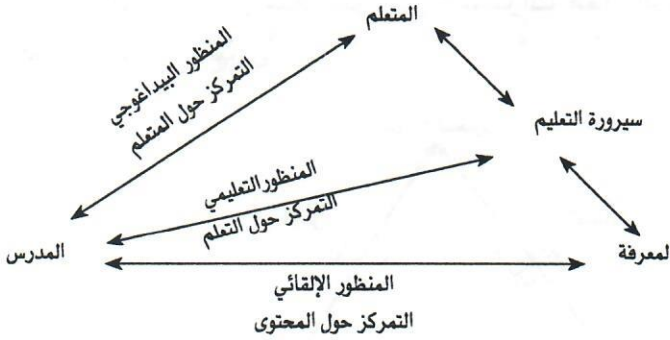 المتعلم
المنظور البيداغوجي
التمركز حول المتعلم
سيرورة التعليم
المنظور التعليمي
التمركز حول التعلم
المدرس
لمعرفة
المنظور الإلقائي
التمركز حول المحتوى